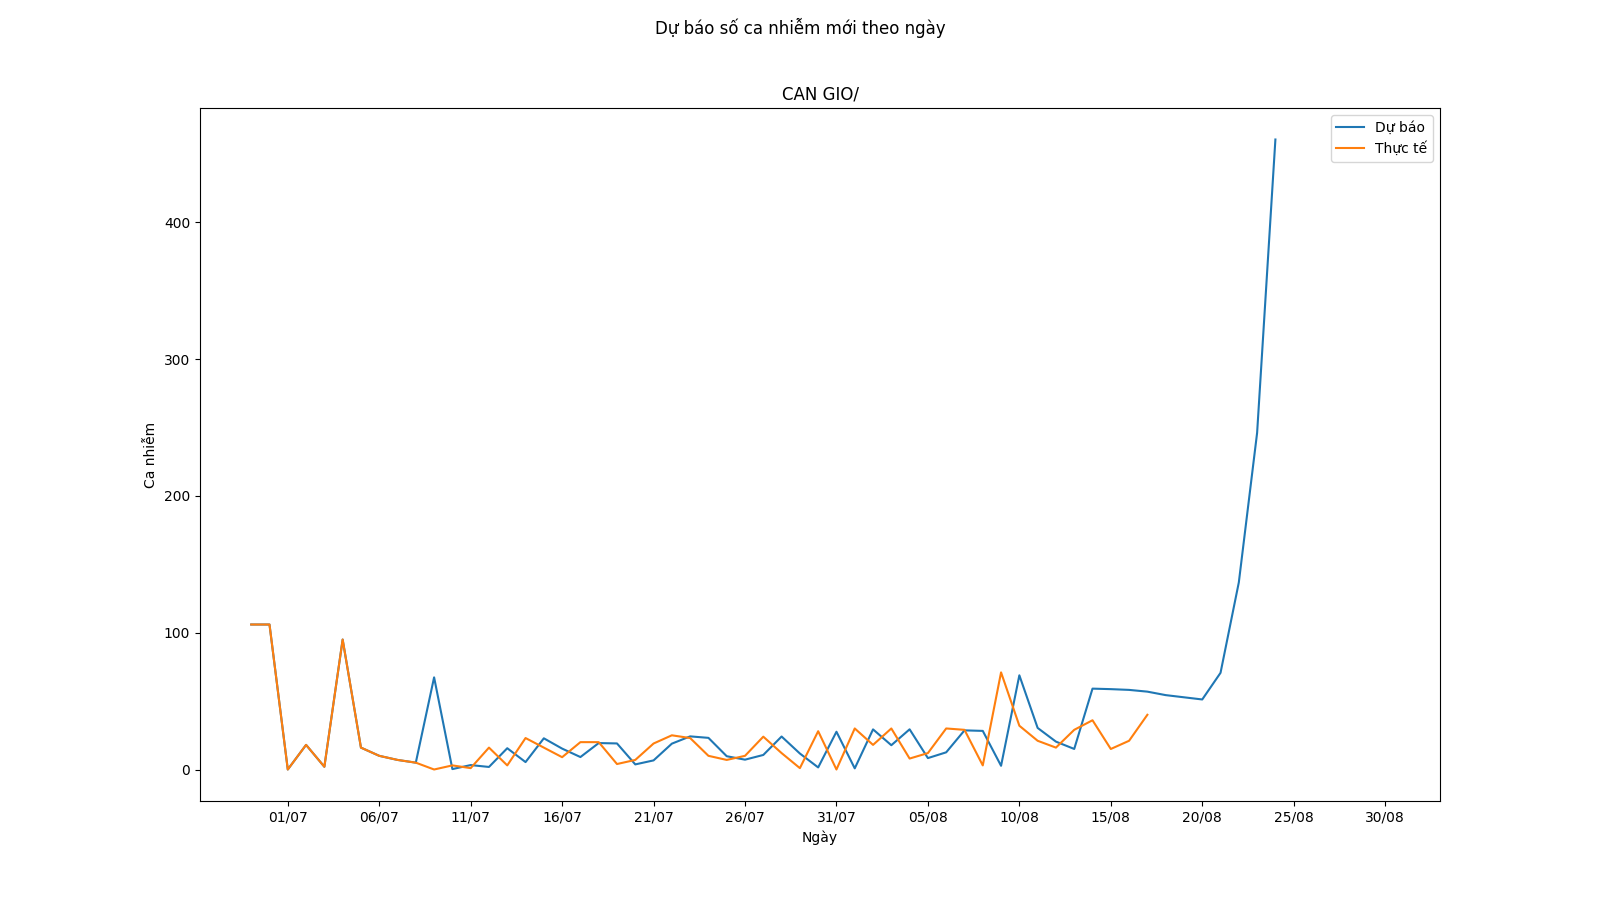 Dự báo số ca nhiễm mới theo ngày
CAN GIO/
Dự báo
Thực tế
400
300
200
100
0
Ca nhiễm
01/07 06/07 11/07 16/07 21/07 26/07 31/07 05/08 10/08 15/08 20/08 25/08 30/08
Ngày